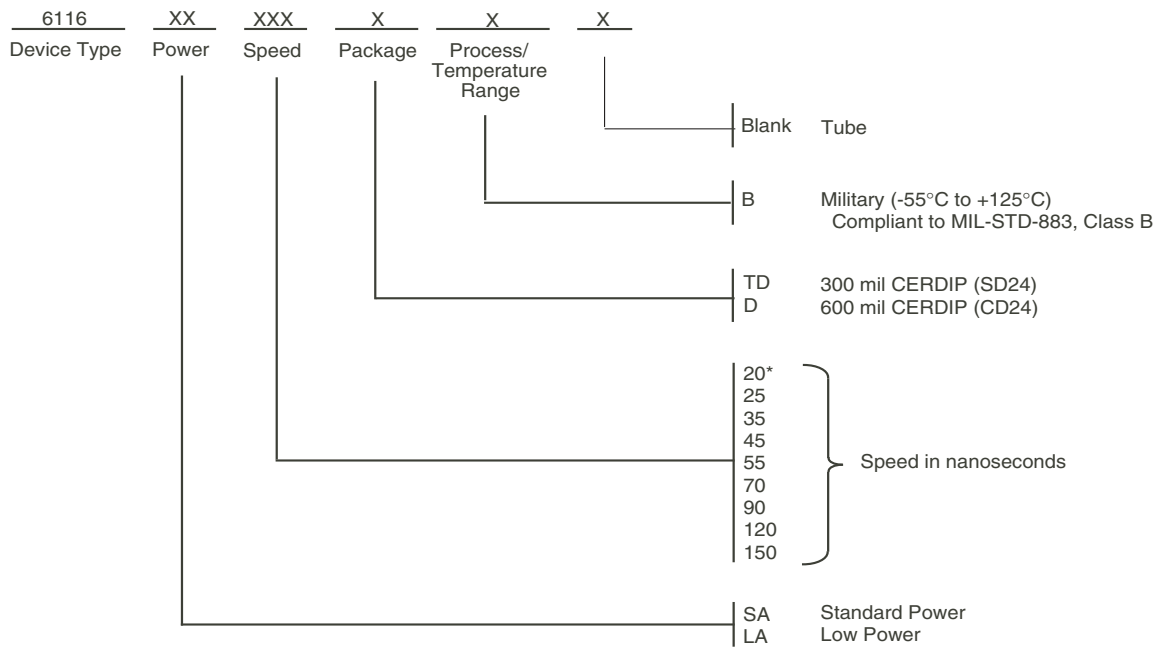 6116 XX XXX X X X
Device Type Power Speed Package Process/
Temperature
Range
Blank Tube
B Military (-55°C to +125°C)
Compliant to MIL-STD-883, Class B
TD 300 mil CERDIP (SD24)
D 600 mil CERDIP (CD24)
20*
25
35
45
55
70
90
120
150
Speed in nanoseconds
SA Standard Power
LA Low Power